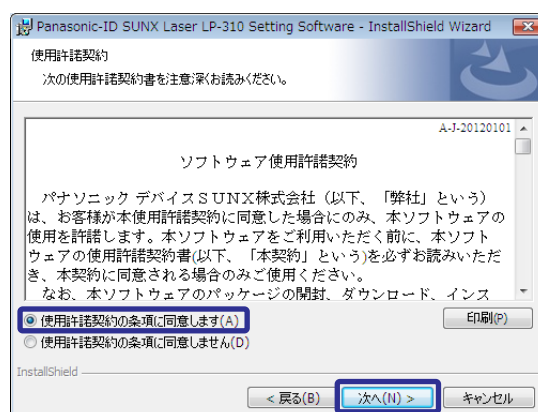 Panasonic-ID SUNX Laser LP-310 Setting Software - InstallShield Wizard
使用許諾契約
次の使用許諾契約書を注意深くお読みください。
A-J-20120101
ソフトウェア使用許諾契約
パナソニック デバイスＳＵＮＸ株式会社（以下、「弊社」という）
は、お客様が本使用許諾契約に同意した場合にのみ、本ソフトウェアの
使用を許諾します。本ソフトウェアをご利用いただく前に、本ソフト
ウェアの使用許諾契約書(以下、「本契約」という)を必ずお読みいただ
き、本契約に同意される場合のみご使用ください。
なお、本ソフトウェアのパッケージの開封、ダウンロード、インス
使用許諾契約の条項に同意します(A)
印刷(P)
使用許諾契約の条項に同意しません(D)
InstallShield
< 戻る(B)
次へ(N) >
キャンセル